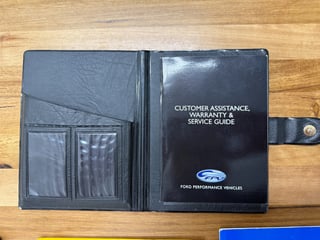 CUSTOMER ASSISTANCE,
WARRANTY &
SERVICE GUIDE
FPV
FORD PERFORMANCE VEHICLES